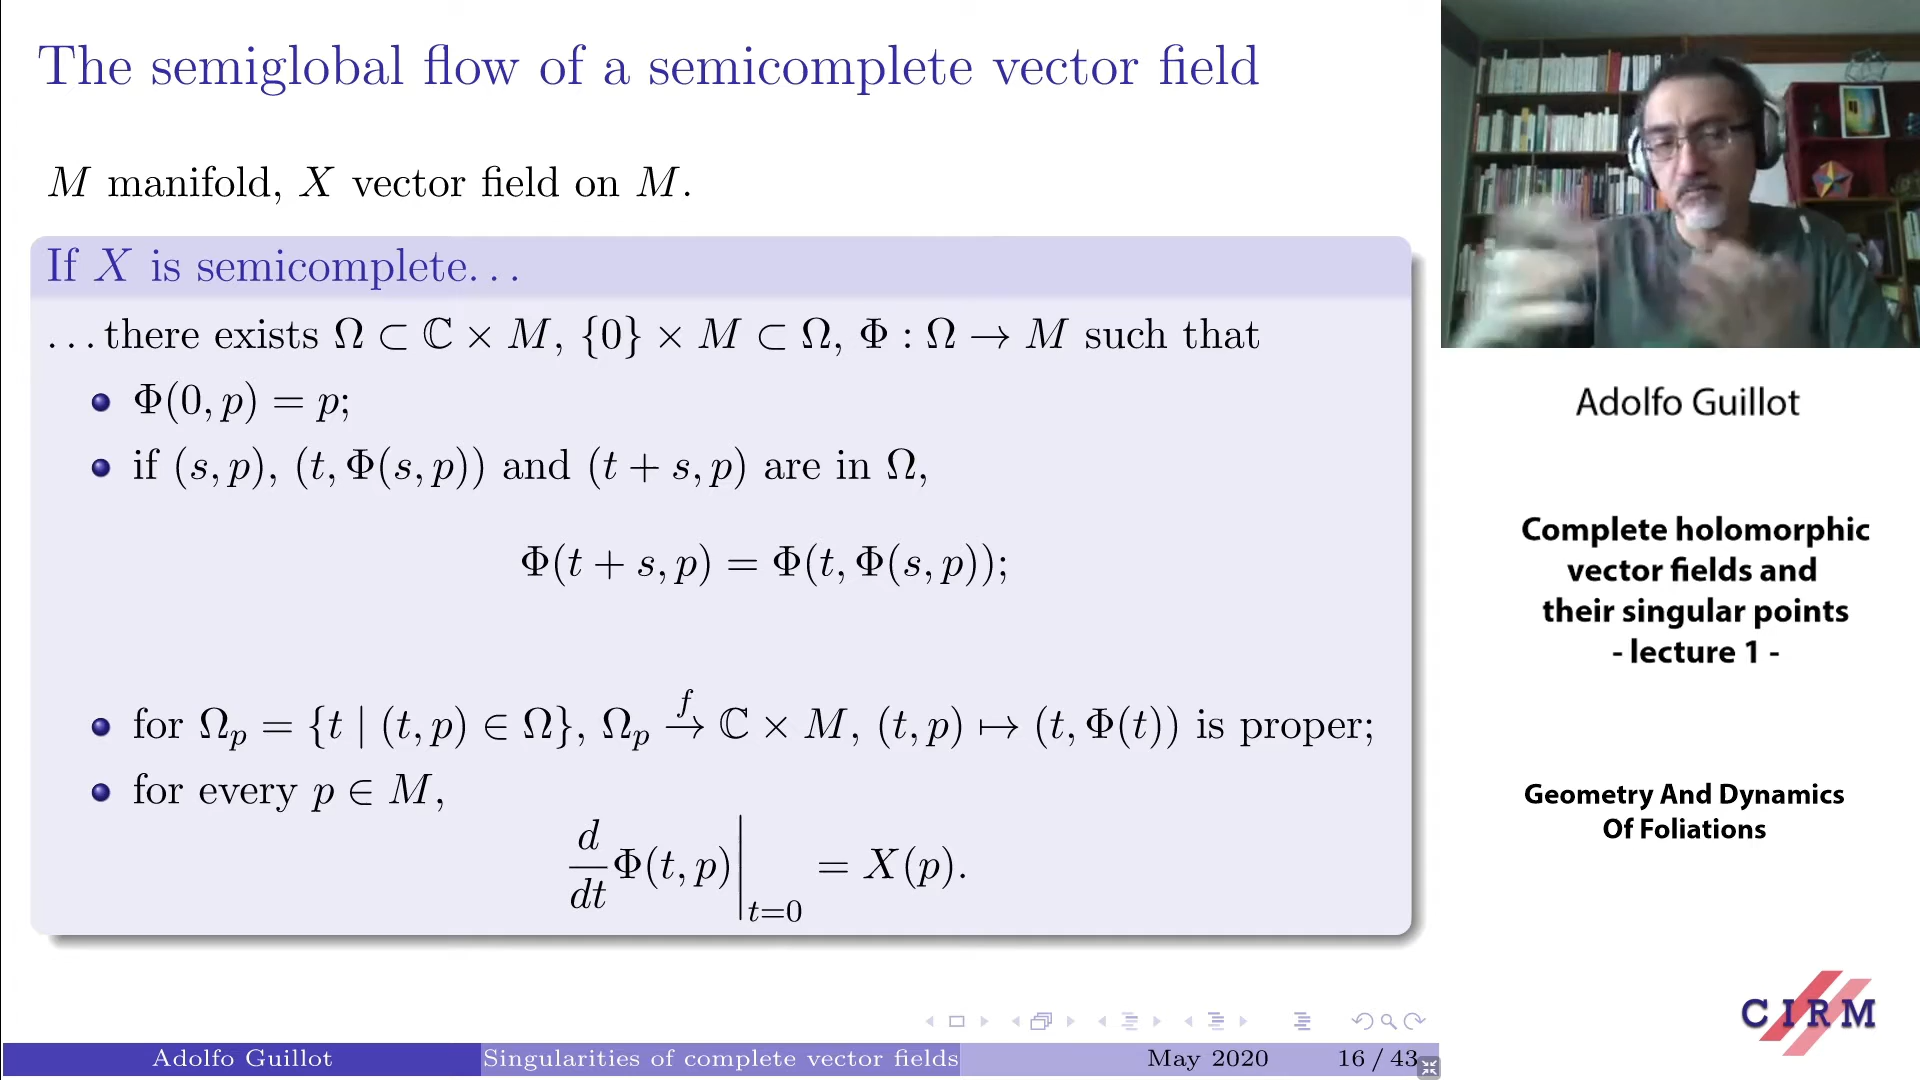 The semiglobal flow of a semicomplete vector field
M manifold, X vector field on M.
If X is semicomplete. . .
. . . there exists Ω ⊂ ℂ × M, {0} × M ⊂ Ω, Φ : Ω → M such that
Φ(0, p) = p;
if (s, p), (t, Φ(s, p)) and (t + s, p) are in Ω,
Φ(t + s, p) = Φ(t, Φ(s, p));
for Ωₚ = {t | (t, p) ∈ Ω}, Ωₚ →^f ℂ × M, (t, p) ↦ (t, Φ(t)) is proper;
for every p ∈ M,
d/dt Φ(t, p)|_{t=0} = X(p).
Adolfo Guillot
Singularities of complete vector fields
May 2020
16 / 43
Adolfo Guillot
Complete holomorphic
vector fields and
their singular points
- lecture 1 -
Geometry And Dynamics
Of Foliations
CIRM